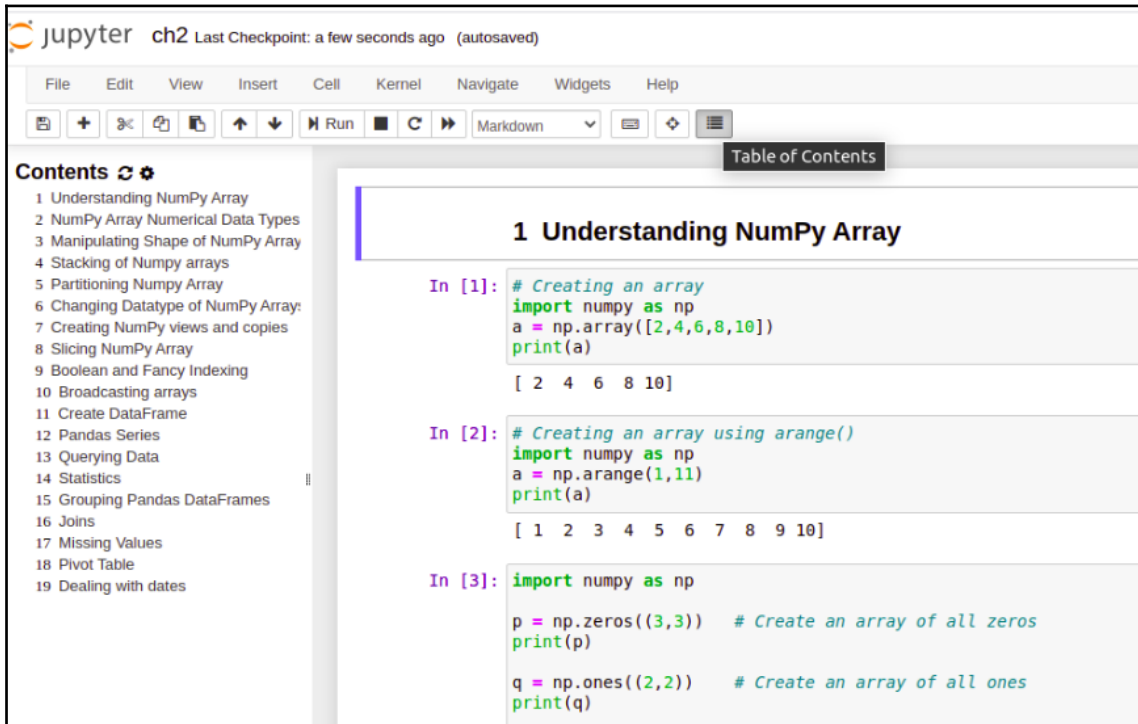 jupyter ch2 Last Checkpoint: a few seconds ago (autosaved)
File Edit View Insert Cell Kernel Navigate Widgets Help
Run Markdown
Table of Contents
Contents
1 Understanding NumPy Array
2 NumPy Array Numerical Data Types
3 Manipulating Shape of NumPy Array
4 Stacking of Numpy arrays
5 Partitioning Numpy Array
6 Changing Datatype of NumPy Arrays
7 Creating NumPy views and copies
8 Slicing NumPy Array
9 Boolean and Fancy Indexing
10 Broadcasting arrays
11 Create DataFrame
12 Pandas Series
13 Querying Data
14 Statistics
15 Grouping Pandas DataFrames
16 Joins
17 Missing Values
18 Pivot Table
19 Dealing with dates
1 Understanding NumPy Array
In [1]: # Creating an array
import numpy as np
a = np.array([2,4,6,8,10])
print(a)
[ 2  4  6  8 10]
In [2]: # Creating an array using arange()
import numpy as np
a = np.arange(1,11)
print(a)
[ 1  2  3  4  5  6  7  8  9 10]
In [3]: import numpy as np
p = np.zeros((3,3))   # Create an array of all zeros
print(p)
q = np.ones((2,2))    # Create an array of all ones
print(q)